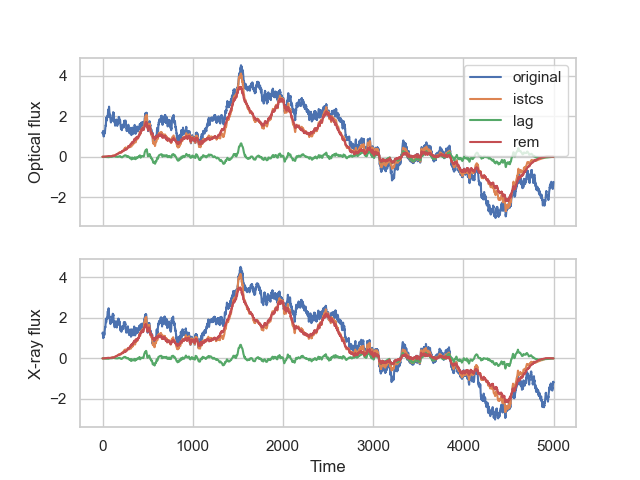 Optical flux
4
2
0
−2
original
istcs
lag
rem
X-ray flux
4
2
0
−2
0 1000 2000 3000 4000 5000
Time